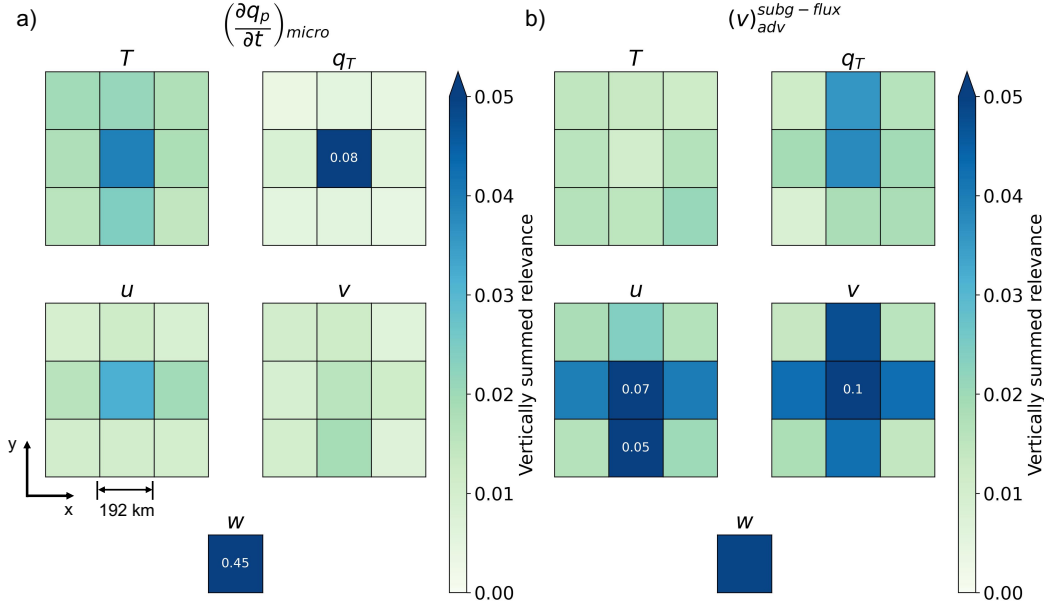 a)
(∂q_p/∂t)_micro
T
q_T
0.08
u
v
y
x
192 km
w
0.45
0.05
0.04
0.03
0.02
0.01
0.00
Vertically summed relevance
b)
(v)_adv^subg−flux
T
q_T
u
v
0.07
0.1
0.05
w
0.05
0.04
0.03
0.02
0.01
0.00
Vertically summed relevance